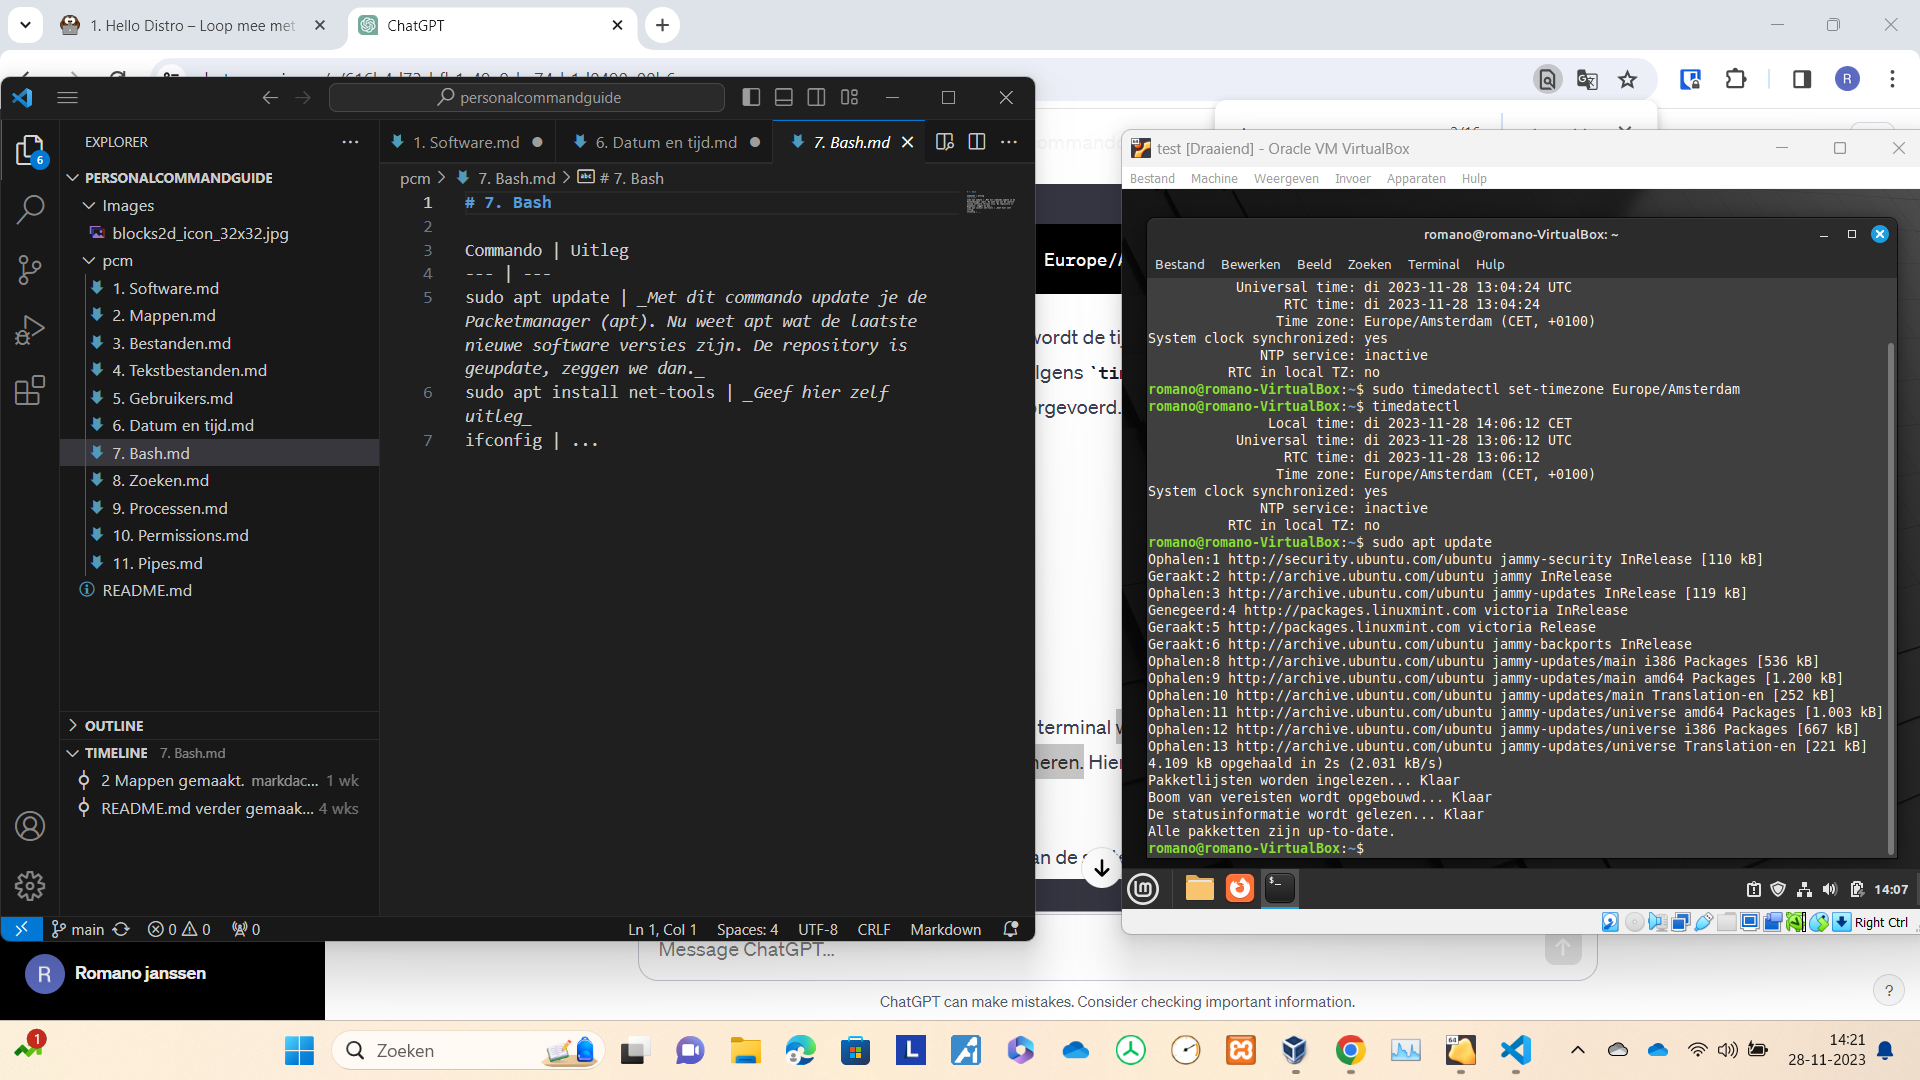 1. Hello Distro – Loop mee met
ChatGPT
R
personalcommandguide
6
EXPLORER
PERSONALCOMMANDGUIDE
Images
blocks2d_icon_32x32.jpg
pcm
1. Software.md
2. Mappen.md
3. Bestanden.md
4. Tekstbestanden.md
5. Gebruikers.md
6. Datum en tijd.md
7. Bash.md
8. Zoeken.md
9. Processen.md
10. Permissions.md
11. Pipes.md
README.md
OUTLINE
TIMELINE 7. Bash.md
2 Mappen gemaakt. markdac... 1 wk
README.md verder gemaak... 4 wks
1. Software.md
6. Datum en tijd.md
7. Bash.md
pcm > 7. Bash.md > # 7. Bash
1 # 7. Bash
2
3 Commando | Uitleg
4 --- | ---
5 sudo apt update | _Met dit commando update je de
Packetmanager (apt). Nu weet apt wat de laatste
nieuwe software versies zijn. De repository is
geupdate, zeggen we dan._
6 sudo apt install net-tools | _Geef hier zelf
uitleg_
7 ifconfig | ...
main
0 0
0
Ln 1, Col 1 Spaces: 4 UTF-8 CRLF Markdown
Europe/
wordt de
terminal
Hier
test [Draaiend] - Oracle VM VirtualBox
Bestand Machine Weergeven Invoer Apparaten Hulp
romano@romano-VirtualBox: ~
Bestand Bewerken Beeld Zoeken Terminal Hulp
Universal time: di 2023-11-28 13:04:24 UTC
RTC time: di 2023-11-28 13:04:24
Time zone: Europe/Amsterdam (CET, +0100)
System clock synchronized: yes
NTP service: inactive
RTC in local TZ: no
romano@romano-VirtualBox:~$ sudo timedatectl set-timezone Europe/Amsterdam
romano@romano-VirtualBox:~$ timedatectl
Local time: di 2023-11-28 14:06:12 CET
Universal time: di 2023-11-28 13:06:12 UTC
RTC time: di 2023-11-28 13:06:12
Time zone: Europe/Amsterdam (CET, +0100)
System clock synchronized: yes
NTP service: inactive
RTC in local TZ: no
romano@romano-VirtualBox:~$ sudo apt update
Ophalen:1 http://security.ubuntu.com/ubuntu jammy-security InRelease [110 kB]
Geraakt:2 http://archive.ubuntu.com/ubuntu jammy InRelease
Ophalen:3 http://archive.ubuntu.com/ubuntu jammy-updates InRelease [119 kB]
Genegeerd:4 http://packages.linuxmint.com victoria InRelease
Geraakt:5 http://packages.linuxmint.com victoria Release
Geraakt:6 http://archive.ubuntu.com/ubuntu jammy-backports InRelease
Ophalen:8 http://archive.ubuntu.com/ubuntu jammy-updates/main i386 Packages [536 kB]
Ophalen:9 http://archive.ubuntu.com/ubuntu jammy-updates/main amd64 Packages [1.200 kB]
Ophalen:10 http://archive.ubuntu.com/ubuntu jammy-updates/main Translation-en [252 kB]
Ophalen:11 http://archive.ubuntu.com/ubuntu jammy-updates/universe amd64 Packages [1.003 kB]
Ophalen:12 http://archive.ubuntu.com/ubuntu jammy-updates/universe i386 Packages [667 kB]
Ophalen:13 http://archive.ubuntu.com/ubuntu jammy-updates/universe Translation-en [221 kB]
4.109 kB opgehaald in 2s (2.031 kB/s)
Pakketlijsten worden ingelezen... Klaar
Boom van vereisten wordt opgebouwd... Klaar
De statusinformatie wordt gelezen... Klaar
Alle pakketten zijn up-to-date.
romano@romano-VirtualBox:~$
14:07
Right Ctrl
R Romano janssen
Message ChatGPT...
ChatGPT can make mistakes. Consider checking important information.
?
1
Zoeken
14:21
28-11-2023